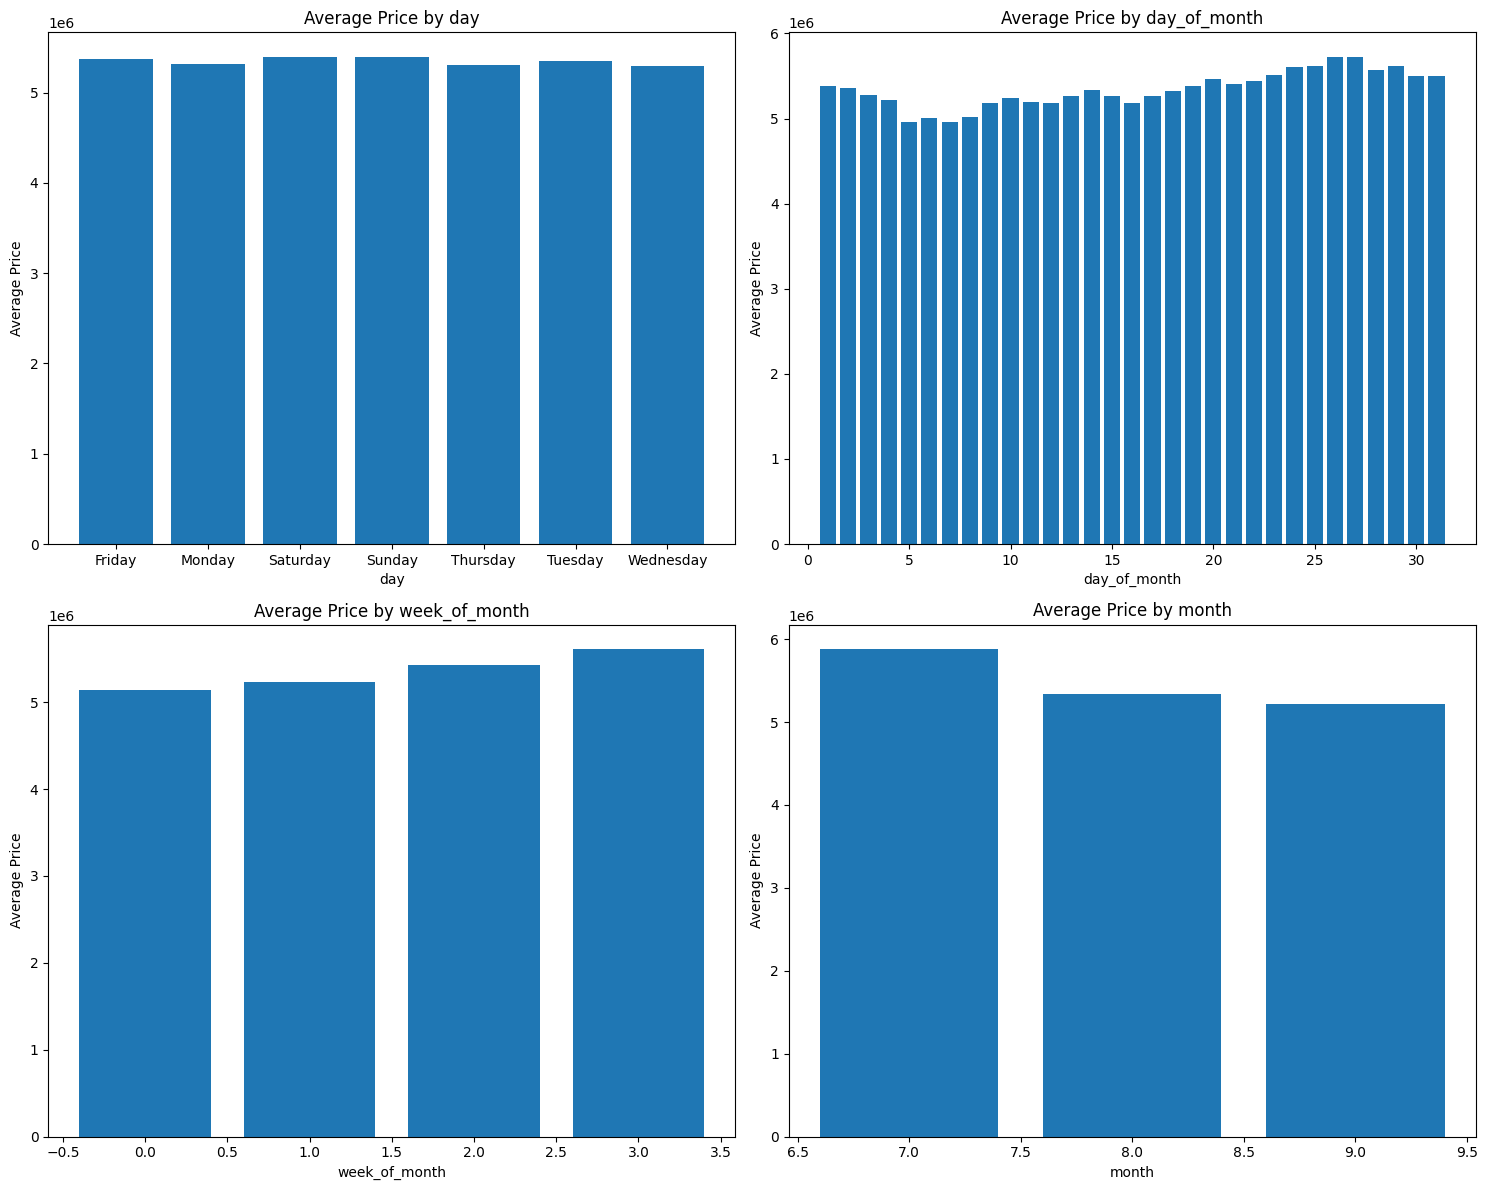 Average Price by day
1e6
Average Price
5
4
3
2
1
0
Friday Monday Saturday Sunday Thursday Tuesday Wednesday
day
Average Price by day_of_month
1e6
Average Price
6
5
4
3
2
1
0
0 5 10 15 20 25 30
day_of_month
Average Price by week_of_month
1e6
Average Price
5
4
3
2
1
0
−0.5 0.0 0.5 1.0 1.5 2.0 2.5 3.0 3.5
week_of_month
Average Price by month
1e6
Average Price
6
5
4
3
2
1
0
6.5 7.0 7.5 8.0 8.5 9.0 9.5
month